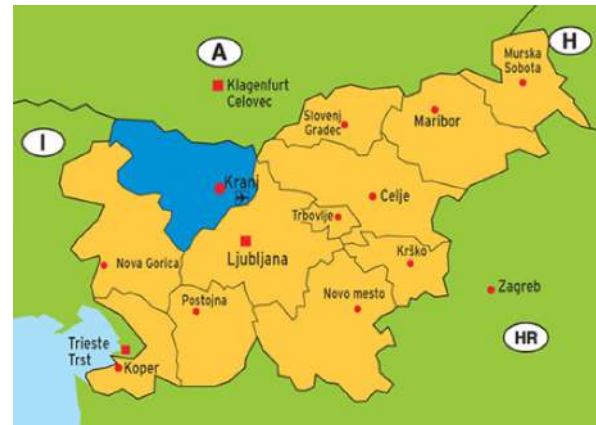 A
H
Murska
Sobota
Klagenfurt
Celovec
Slovenj
Gradec
Maribor
I
Kranj
Celje
Trbovlje
Ljubljana
Krško
Nova Gorica
Zagreb
Postojna
Novo mesto
HR
Trieste
Trst
Koper